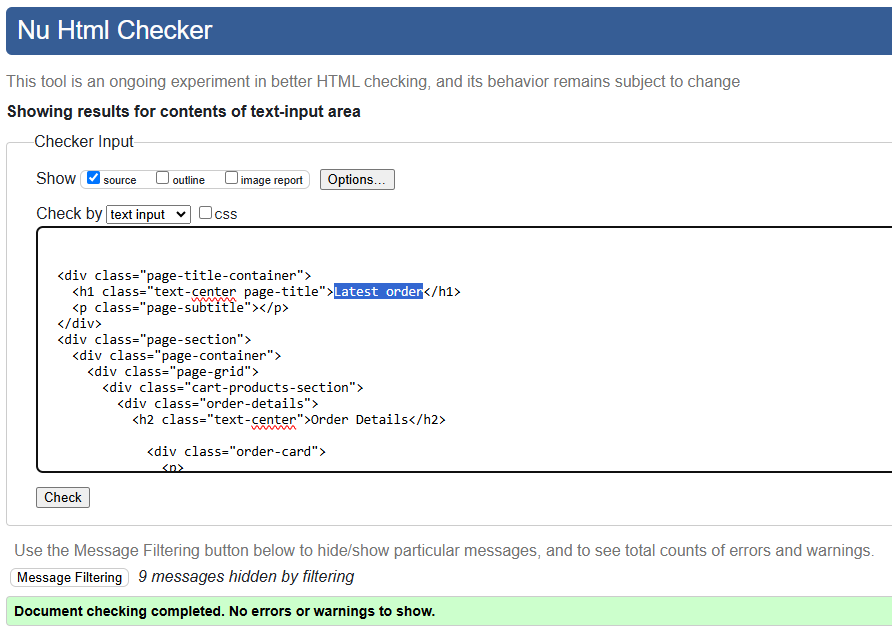 Nu Html Checker
This tool is an ongoing experiment in better HTML checking, and its behavior remains subject to change
Showing results for contents of text-input area
Checker Input
Show source outline image report Options...
Check by text input css
<div class="page-title-container">
<h1 class="text-center page-title">Latest order</h1>
<p class="page-subtitle"></p>
</div>
<div class="page-section">
<div class="page-container">
<div class="page-grid">
<div class="cart-products-section">
<div class="order-details">
<h2 class="text-center">Order Details</h2>
<div class="order-card">
<p>
Check
Use the Message Filtering button below to hide/show particular messages, and to see total counts of errors and warnings.
Message Filtering 9 messages hidden by filtering
Document checking completed. No errors or warnings to show.